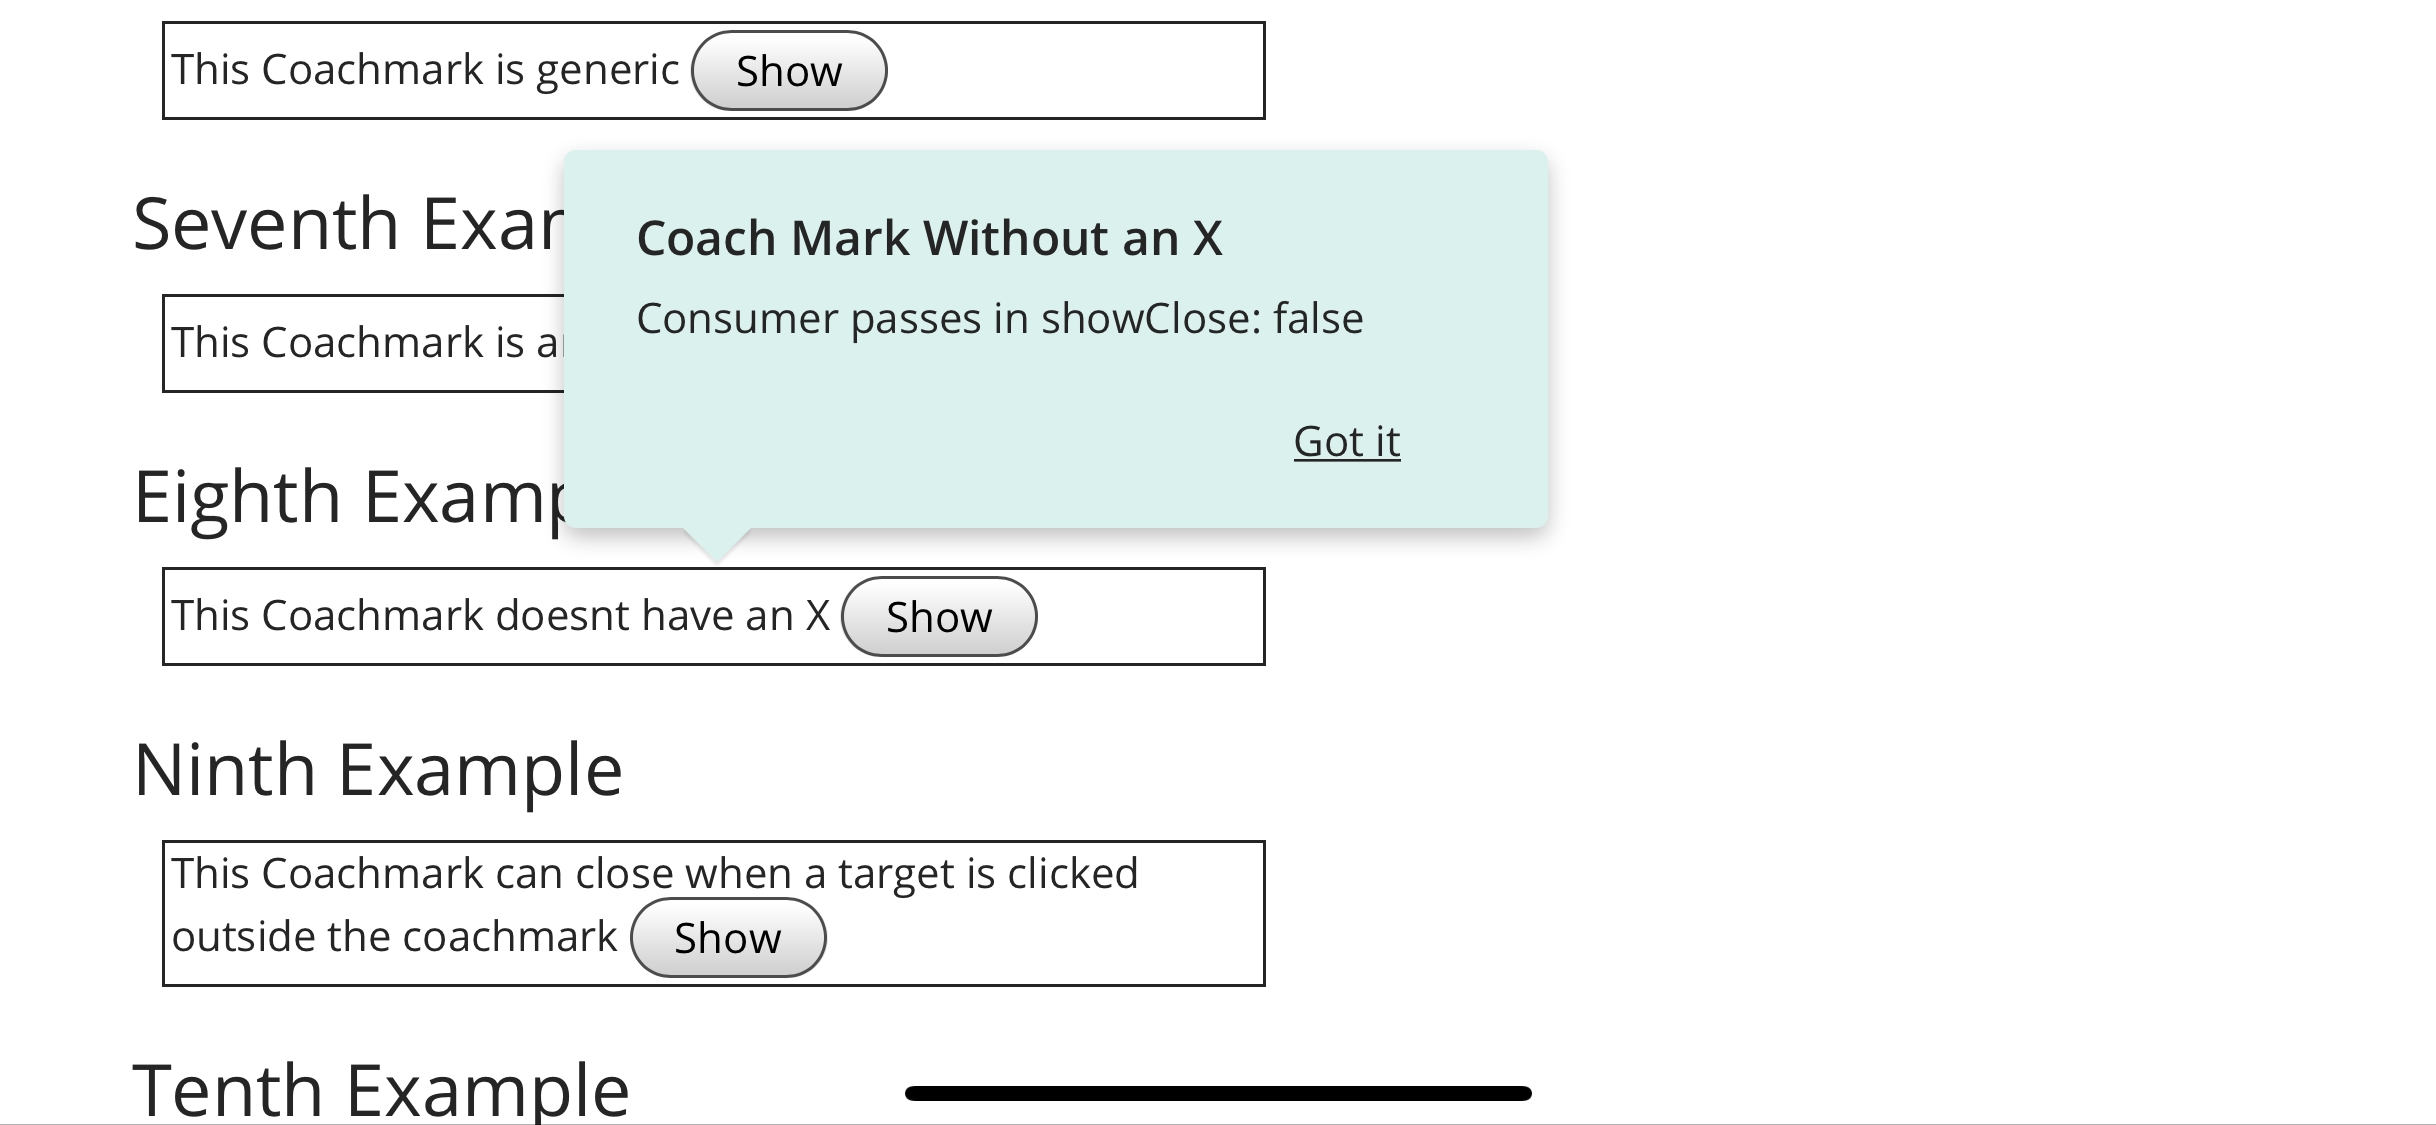 This Coachmark is generic Show
Seventh
Coach Mark Without an X
Consumer passes in showClose: false
Got it
This Coachmark is
Eighth
This Coachmark doesnt have an X Show
Ninth Example
This Coachmark can close when a target is clicked
outside the coachmark Show
Tenth Example